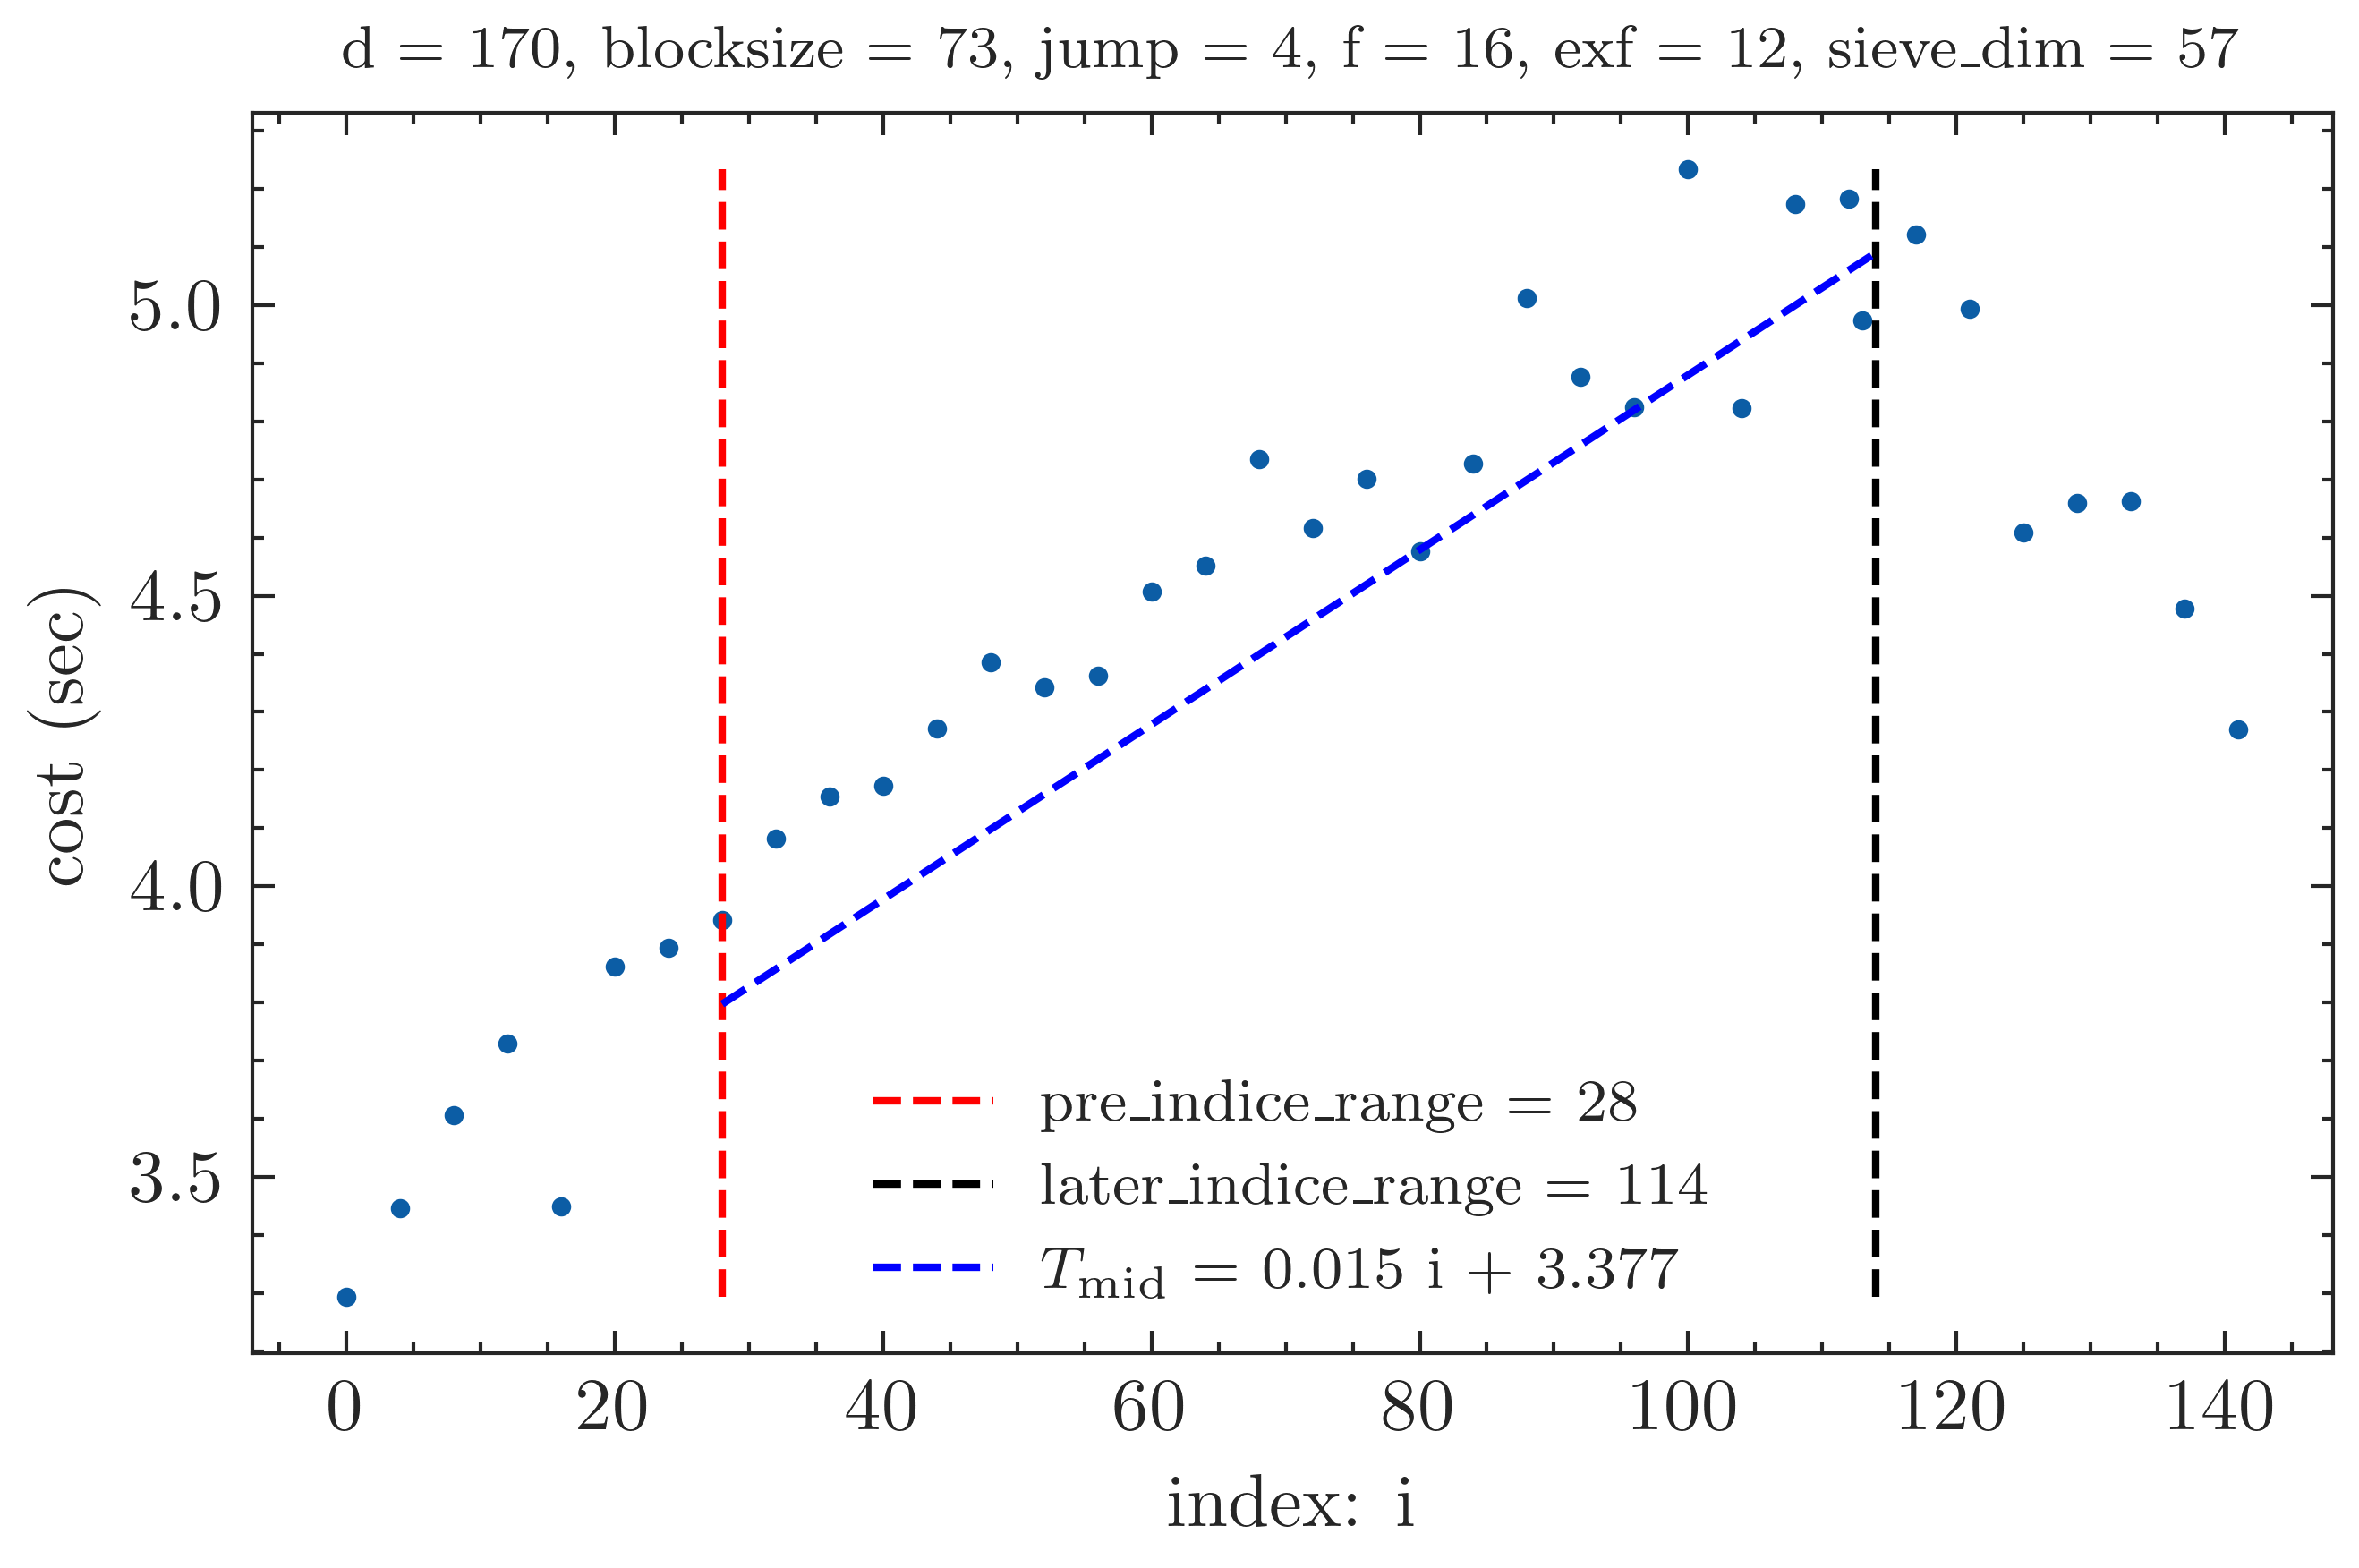 d = 170, blocksize = 73, jump = 4, f = 16, exf = 12, sieve_dim = 57
5.0
4.5
4.0
3.5
cost (sec)
pre_indice_range = 28
later_indice_range = 114
T_mid = 0.015 i + 3.377
0 20 40 60 80 100 120 140
index: i